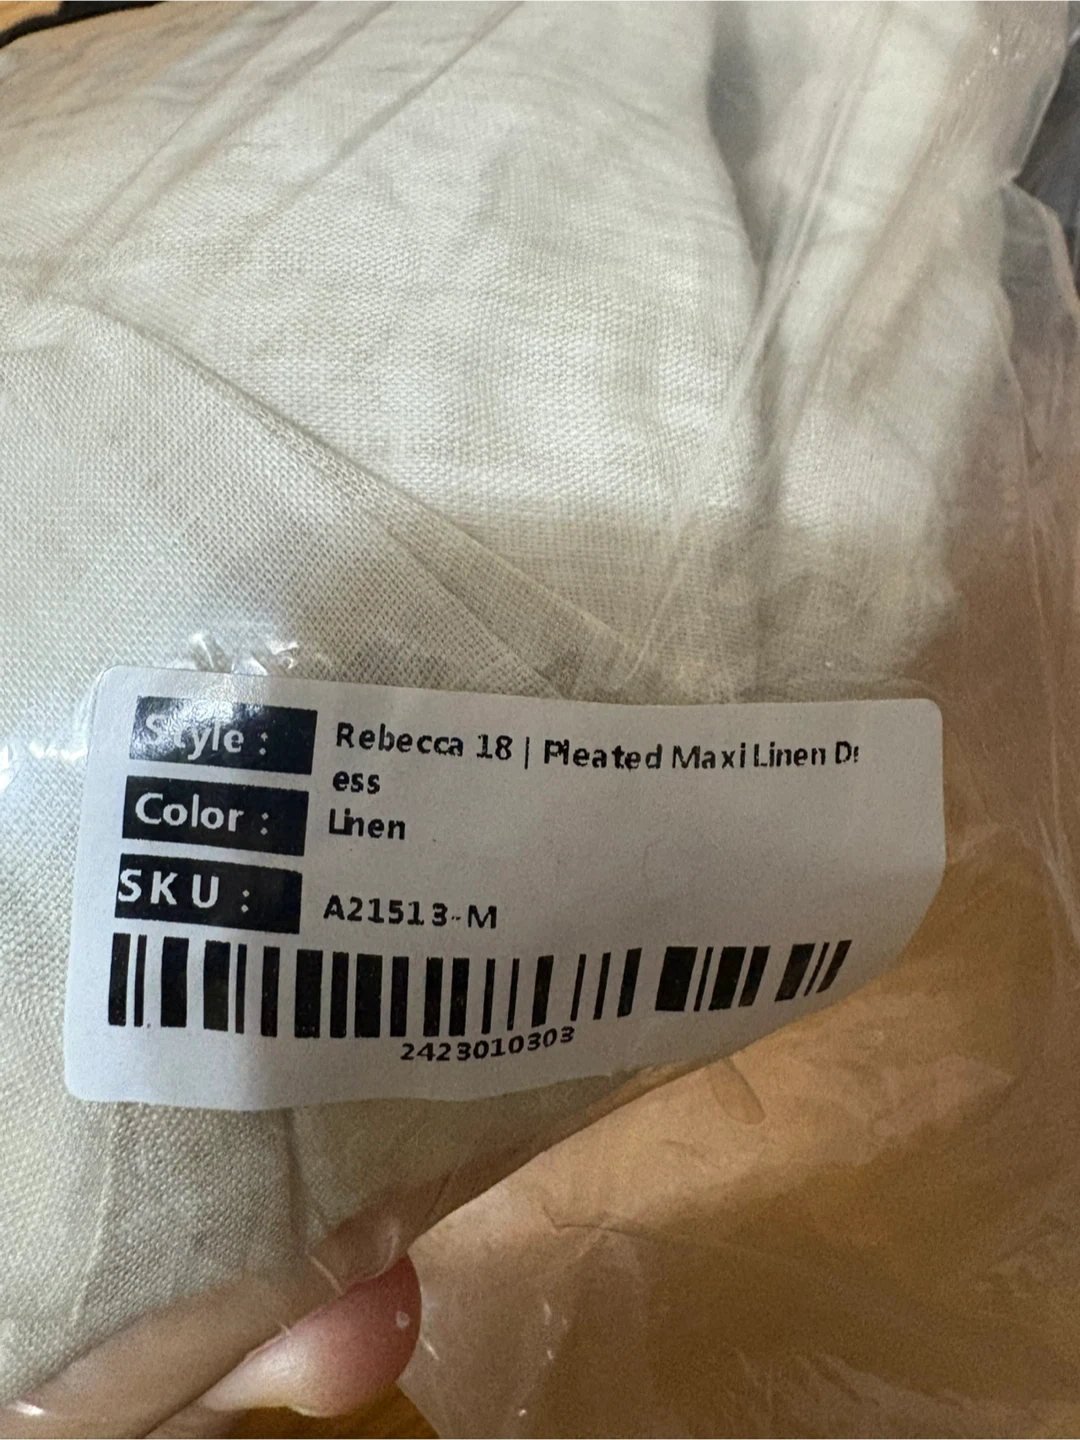 Style : Rebecca 18 | Pleated Maxi Linen Dr
ess
Color : Linen
SKU : A21513-M
2423010303